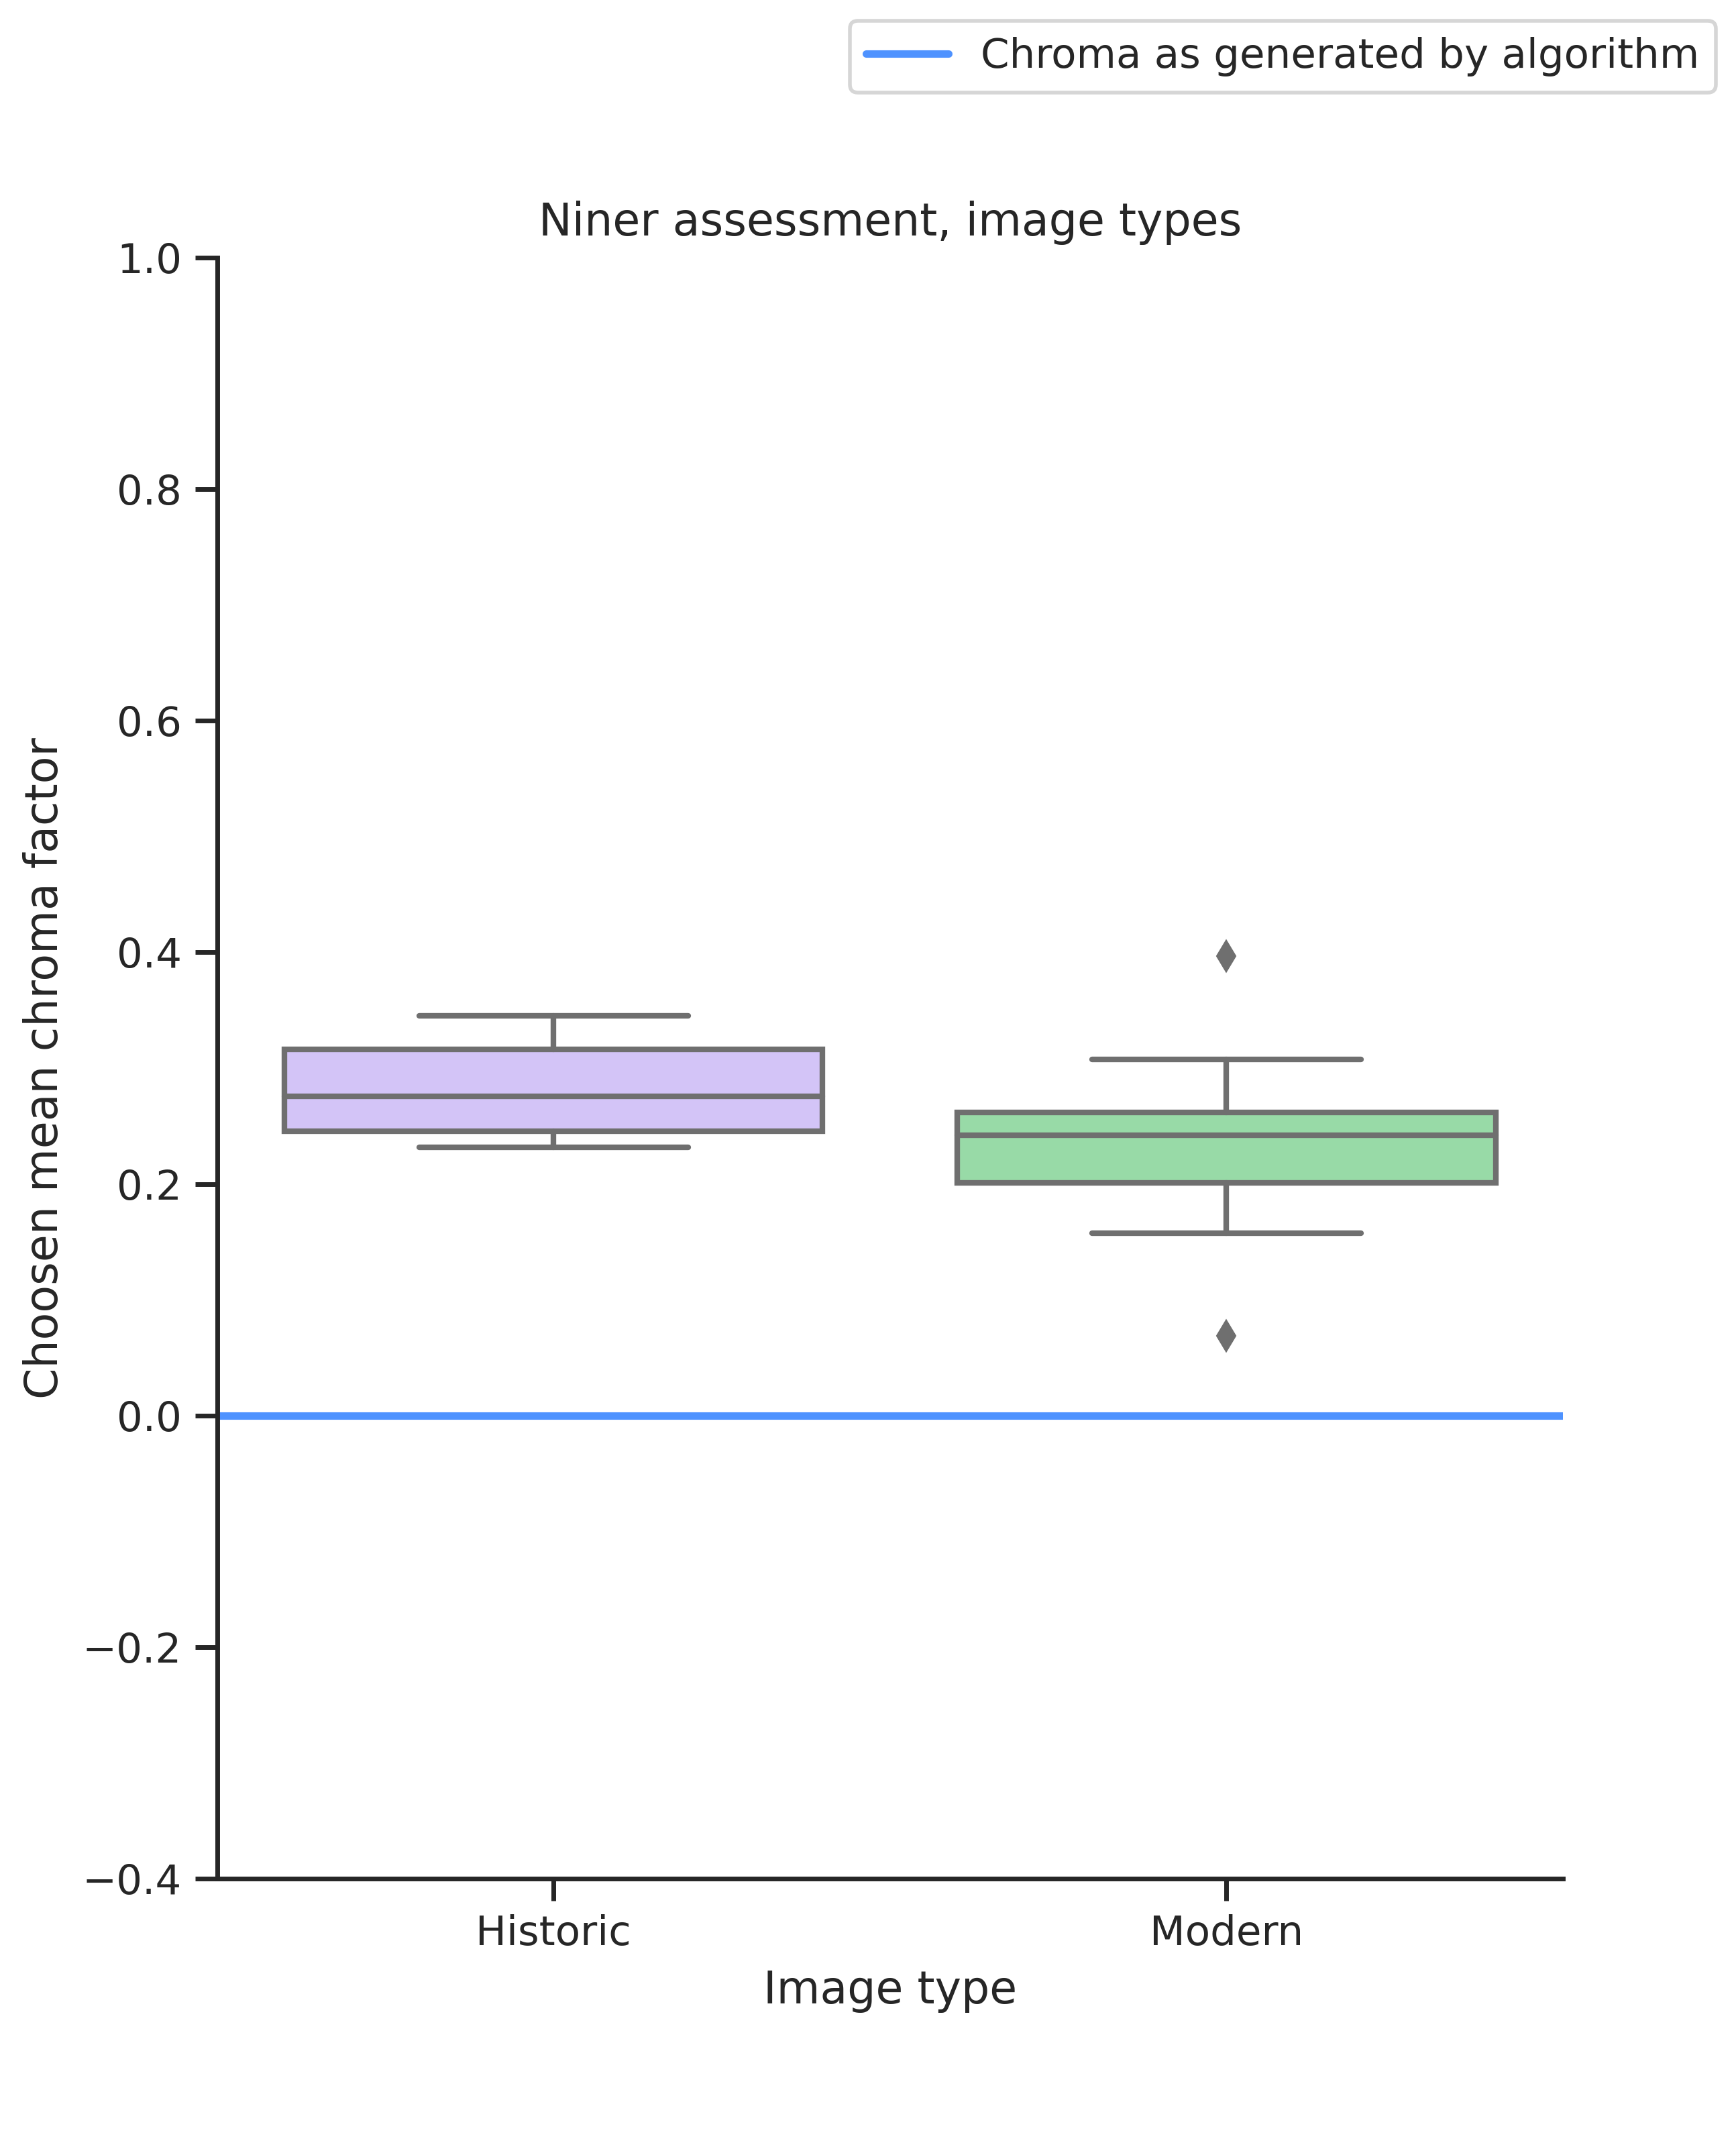 Chroma as generated by algorithm
Niner assessment, image types
1.0
0.8
0.6
0.4
0.2
0.0
−0.2
−0.4
Choosen mean chroma factor
Historic
Modern
Image type